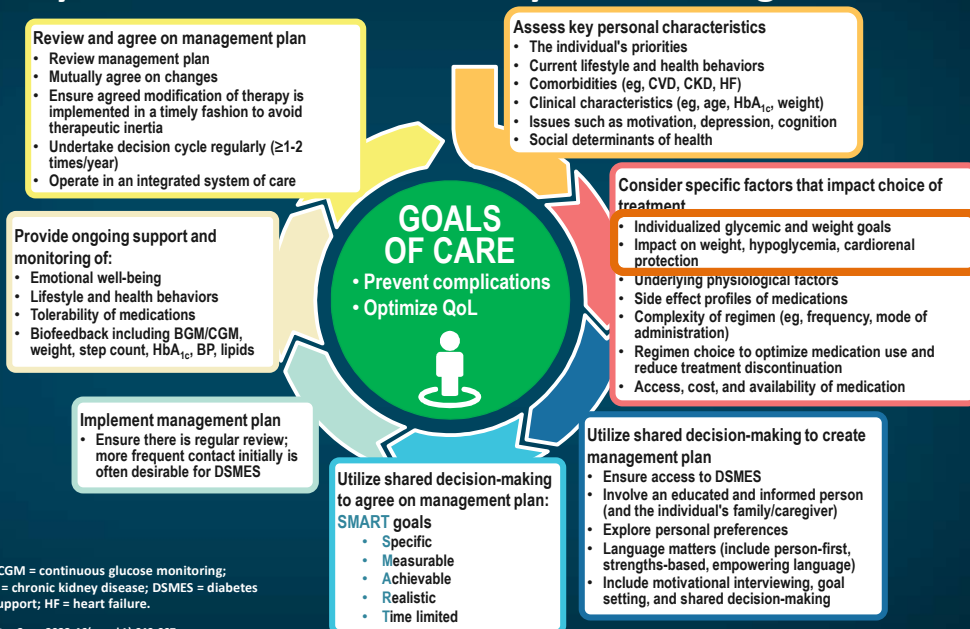 Review and agree on management plan
• Review management plan
• Mutually agree on changes
• Ensure agreed modification of therapy is
implemented in a timely fashion to avoid
therapeutic inertia
• Undertake decision cycle regularly (≥1-2
times/year)
• Operate in an integrated system of care
Assess key personal characteristics
• The individual's priorities
• Current lifestyle and health behaviors
• Comorbidities (eg, CVD, CKD, HF)
• Clinical characteristics (eg, age, HbA1c, weight)
• Issues such as motivation, depression, cognition
• Social determinants of health
Consider specific factors that impact choice of
treatment
• Individualized glycemic and weight goals
• Impact on weight, hypoglycemia, cardiorenal
protection
• Underlying physiological factors
• Side effect profiles of medications
• Complexity of regimen (eg, frequency, mode of
administration)
• Regimen choice to optimize medication use and
reduce treatment discontinuation
• Access, cost, and availability of medication
Provide ongoing support and
monitoring of:
• Emotional well-being
• Lifestyle and health behaviors
• Tolerability of medications
• Biofeedback including BGM/CGM,
weight, step count, HbA1c, BP, lipids
GOALS
OF CARE
• Prevent complications
• Optimize QoL
Implement management plan
• Ensure there is regular review;
more frequent contact initially is
often desirable for DSMES
Utilize shared decision-making
to agree on management plan:
SMART goals
• Specific
• Measurable
• Achievable
• Realistic
• Time limited
Utilize shared decision-making to create
management plan
• Ensure access to DSMES
• Involve an educated and informed person
(and the individual's family/caregiver)
• Explore personal preferences
• Language matters (include person-first,
strengths-based, empowering language)
• Include motivational interviewing, goal
setting, and shared decision-making
CGM = continuous glucose monitoring;
= chronic kidney disease; DSMES = diabetes
upport; HF = heart failure.